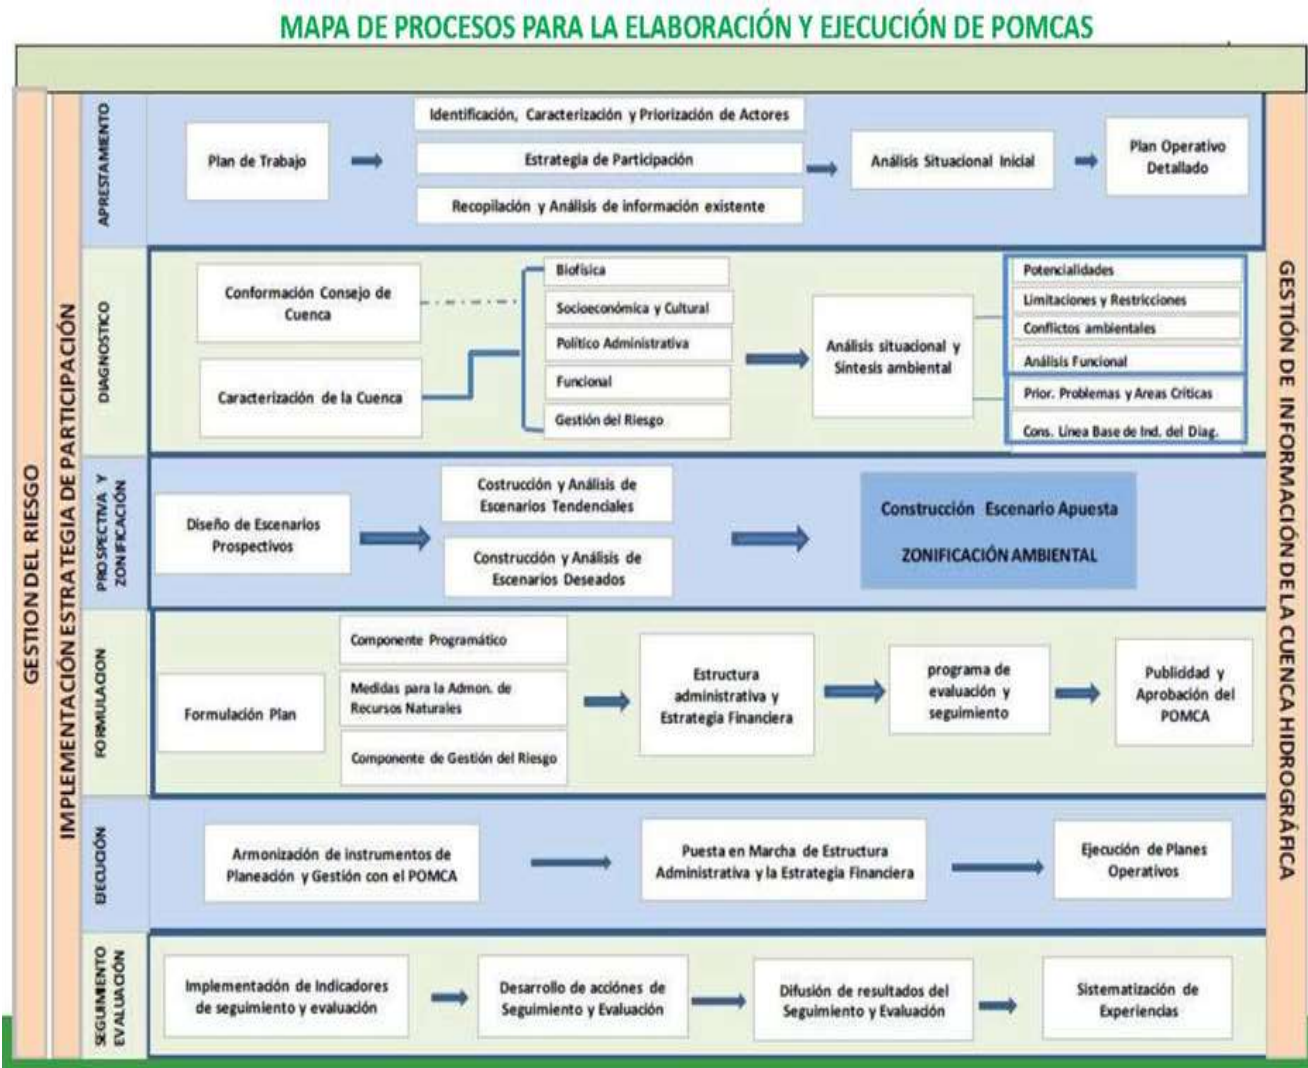 MAPA DE PROCESOS PARA LA ELABORACIÓN Y EJECUCIÓN DE POMCAS
GESTION DEL RIESGO
IMPLEMENTACIÓN ESTRATEGIA DE PARTICIPACIÓN
APRESTAMIENTO
Plan de Trabajo
Identificación, Caracterización y Priorización de Actores
Estrategia de Participación
Recopilación y Análisis de información existente
Análisis Situacional Inicial
Plan Operativo
Detallado
DIAGNOSTICO
Conformación Consejo de
Cuenca
Caracterización de la Cuenca
Biofísica
Socioeconómica y Cultural
Político Administrativa
Funcional
Gestión del Riesgo
Análisis situacional y
Síntesis ambiental
Potencialidades
Limitaciones y Restricciones
Conflictos ambientales
Análisis Funcional
Prior. Problemas y Areas Críticas
Cons. Línea Base de Ind. del Diag.
PROSPECTIVA Y
ZONIFICACIÓN
Diseño de Escenarios
Prospectivos
Costrucción y Análisis de
Escenarios Tendenciales
Construcción y Análisis de
Escenarios Deseados
Construcción Escenario Apuesta
ZONIFICACIÓN AMBIENTAL
FORMULACION
Formulación Plan
Componente Programático
Medidas para la Admon. de
Recursos Naturales
Componente de Gestión del Riesgo
Estructura
administrativa y
Estrategia Financiera
programa de
evaluación y
seguimiento
Publicidad y
Aprobación del
POMCA
EJECUCIÓN
Armonización de instrumentos de
Planeación y Gestión con el POMCA
Puesta en Marcha de Estructura
Administrativa y la Estrategia Financiera
Ejecución de Planes
Operativos
SEGUIMIENTO
EVALUACIÓN
Implementación de Indicadores
de seguimiento y evaluación
Desarrollo de acciónes de
Seguimiento y Evaluación
Difusión de resultados del
Seguimiento y Evaluación
Sistematización de
Experiencias
GESTIÓN DE INFORMACIÓN DE LA CUENCA HIDROGRÁFICA